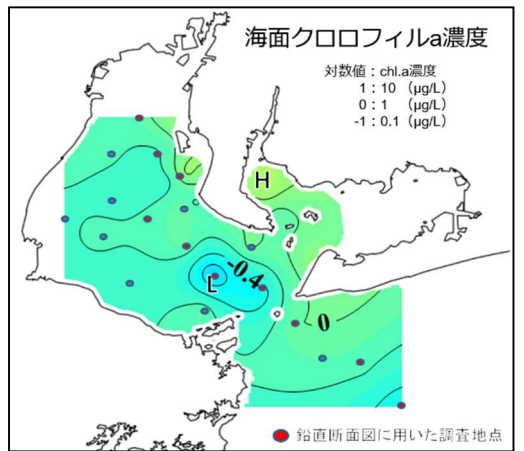 海面クロロフィルa濃度
対数値：chl.a濃度
1：10 （μg/L）
0：1 （μg/L）
-1：0.1（μg/L）
H
-0.4
L
0
鉛直断面図に用いた調査地点